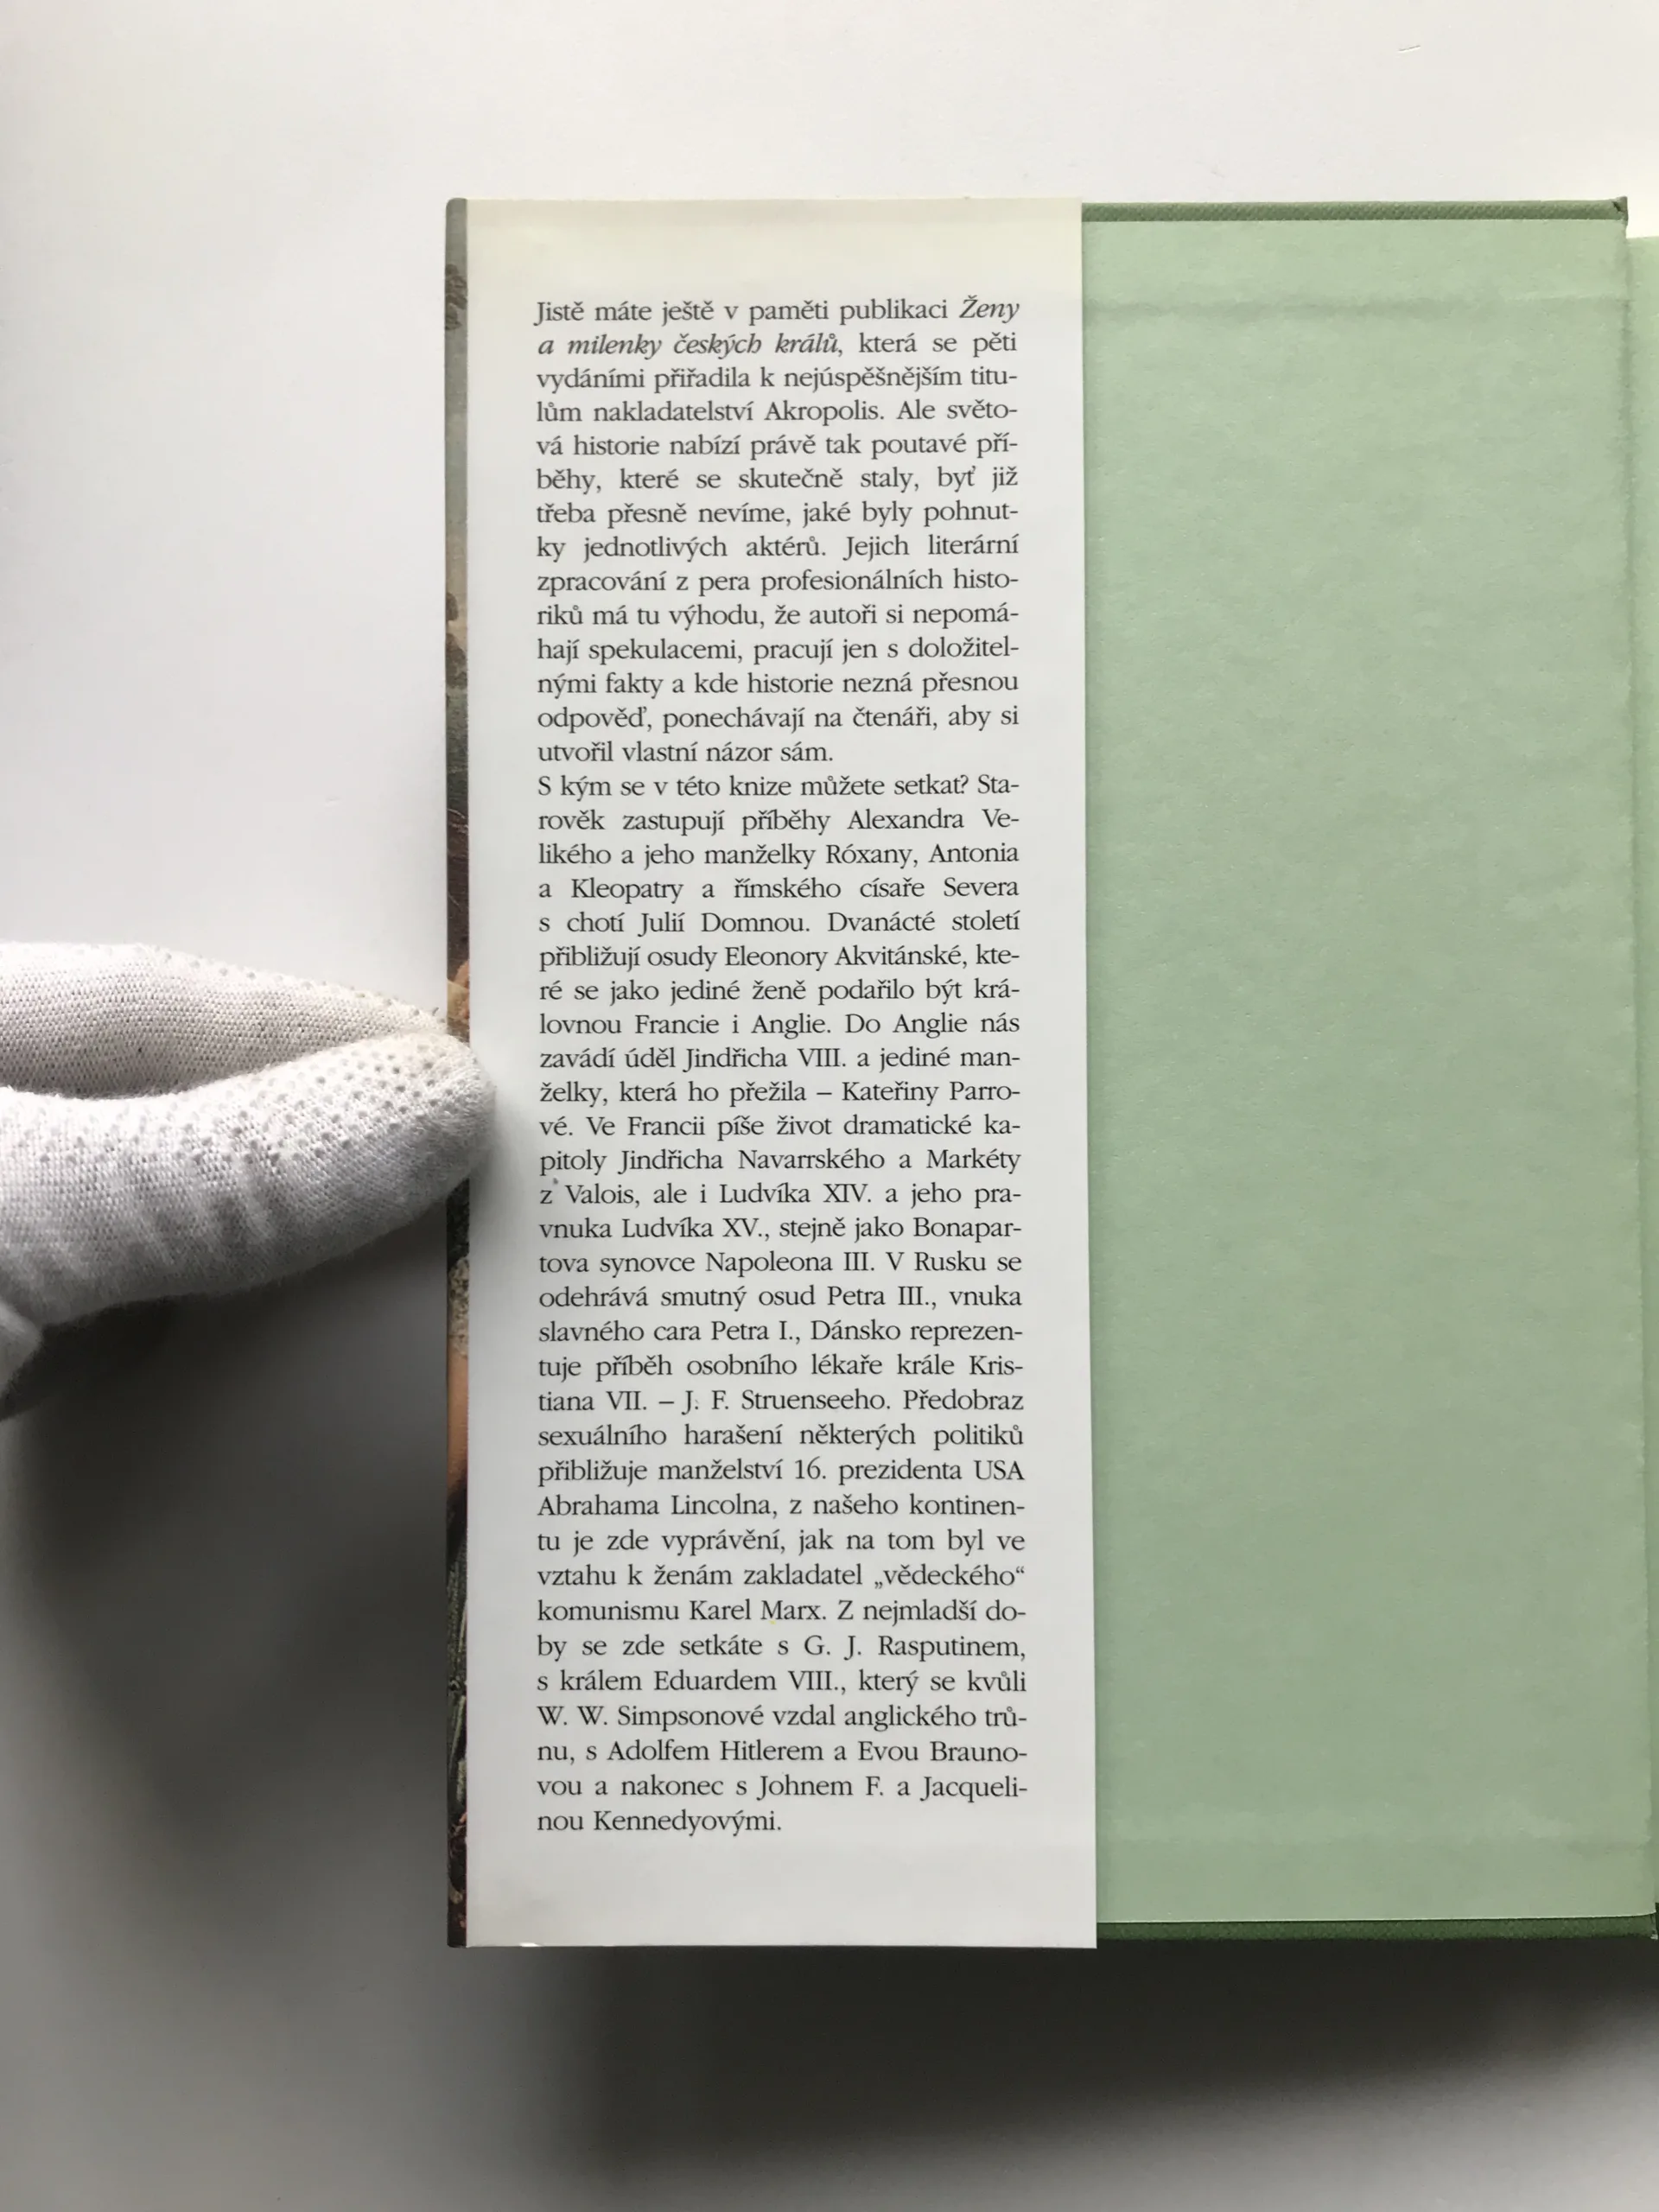 Jistě máte ještě v paměti publikaci Ženy
a milenky českých králů, která se pěti
vydáními přiřadila k nejúspěšnějším titu-
lům nakladatelství Akropolis. Ale světo-
vá historie nabízí právě tak poutavé pří-
běhy, které se skutečně staly, byť již
třeba přesně nevíme, jaké byly pohnut-
ky jednotlivých aktérů. Jejich literární
zpracování z pera profesionálních histo-
riků má tu výhodu, že autoři si nepomá-
hají spekulacemi, pracují jen s doložitel-
nými fakty a kde historie nezná přesnou
odpověď, ponechávají na čtenáři, aby si
utvořil vlastní názor sám.
S kým se v této knize můžete setkat? Sta-
rověk zastupují příběhy Alexandra Ve-
likého a jeho manželky Róxany, Antonia
a Kleopatry a římského císaře Severa
s chotí Julií Domnou. Dvanácté století
přibližují osudy Eleonory Akvitánské, kte-
ré se jako jediné ženě podařilo být krá-
lovnou Francie i Anglie. Do Anglie nás
zavádí úděl Jindřicha VIII. a jediné man-
želky, která ho přežila – Kateřiny Parro-
vé. Ve Francii píše život dramatické ka-
pitoly Jindřicha Navarrského a Markéty
z Valois, ale i Ludvíka XIV. a jeho pra-
vnuka Ludvíka XV., stejně jako Bonapar-
tova synovce Napoleona III. V Rusku se
odehrává smutný osud Petra III., vnuka
slavného cara Petra I., Dánsko reprezen-
tuje příběh osobního lékaře krále Kris-
tiana VII. – J. F. Struenseeho. Předobraz
sexuálního harašení některých politiků
přibližuje manželství 16. prezidenta USA
Abrahama Lincolna, z našeho kontinen-
tu je zde vyprávění, jak na tom byl ve
vztahu k ženám zakladatel „vědeckého“
komunismu Karel Marx. Z nejmladší do-
by se zde setkáte s G. J. Rasputinem,
s králem Eduardem VIII., který se kvůli
W. W. Simpsonové vzdal anglického trů-
nu, s Adolfem Hitlerem a Evou Brauno-
vou a nakonec s Johnem F. a Jacqueli-
nou Kennedyovými.